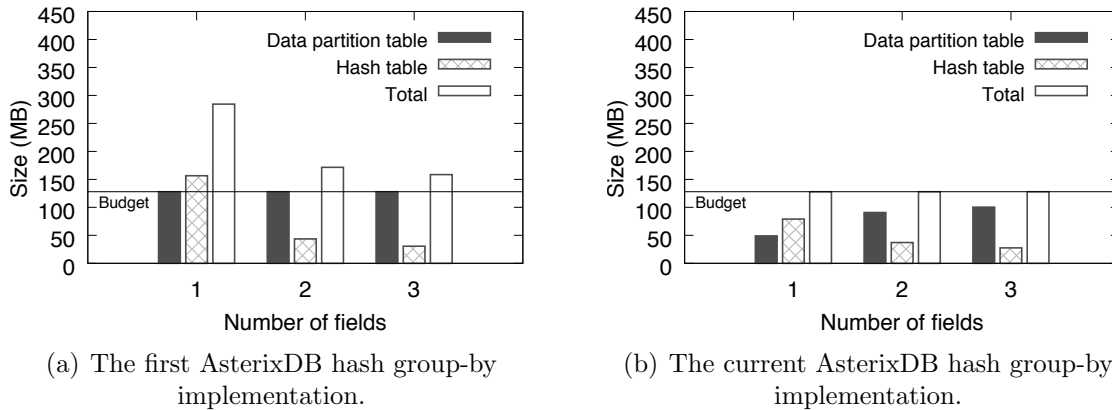 450
400
350
300
250
200
150
100
50
0
Size (MB)
Data partition table
Hash table
Total
Budget
1 2 3
Number of fields
(a) The first AsterixDB hash group-by
implementation.
450
400
350
300
250
200
150
100
50
0
Size (MB)
Data partition table
Hash table
Total
Budget
1 2 3
Number of fields
(b) The current AsterixDB hash group-by
implementation.